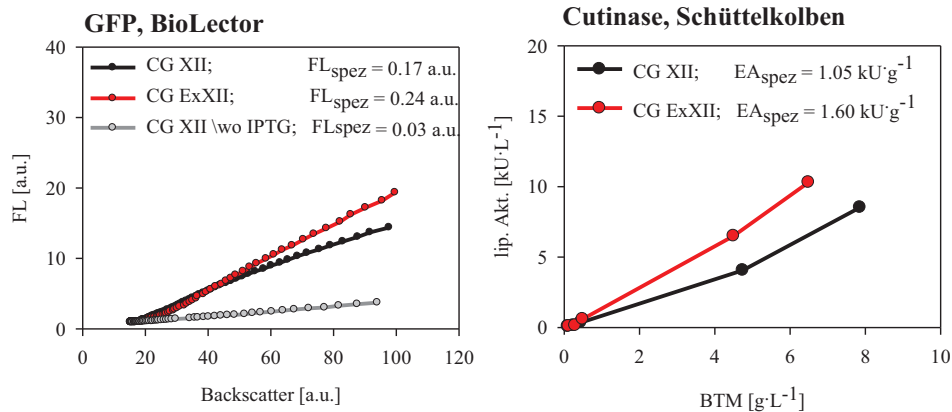 GFP, BioLector
FL [a.u.]
40
30
20
10
0
CG XII; FLspez = 0.17 a.u.
CG ExXII; FLspez = 0.24 a.u.
CG XII \wo IPTG; FLspez = 0.03 a.u.
0 20 40 60 80 100 120
Backscatter [a.u.]
Cutinase, Schüttelkolben
lip. Akt. [kU·L-1]
20
15
10
5
0
CG XII; EAspez = 1.05 kU·g-1
CG ExXII; EAspez = 1.60 kU·g-1
0 2 4 6 8 10
BTM [g·L-1]